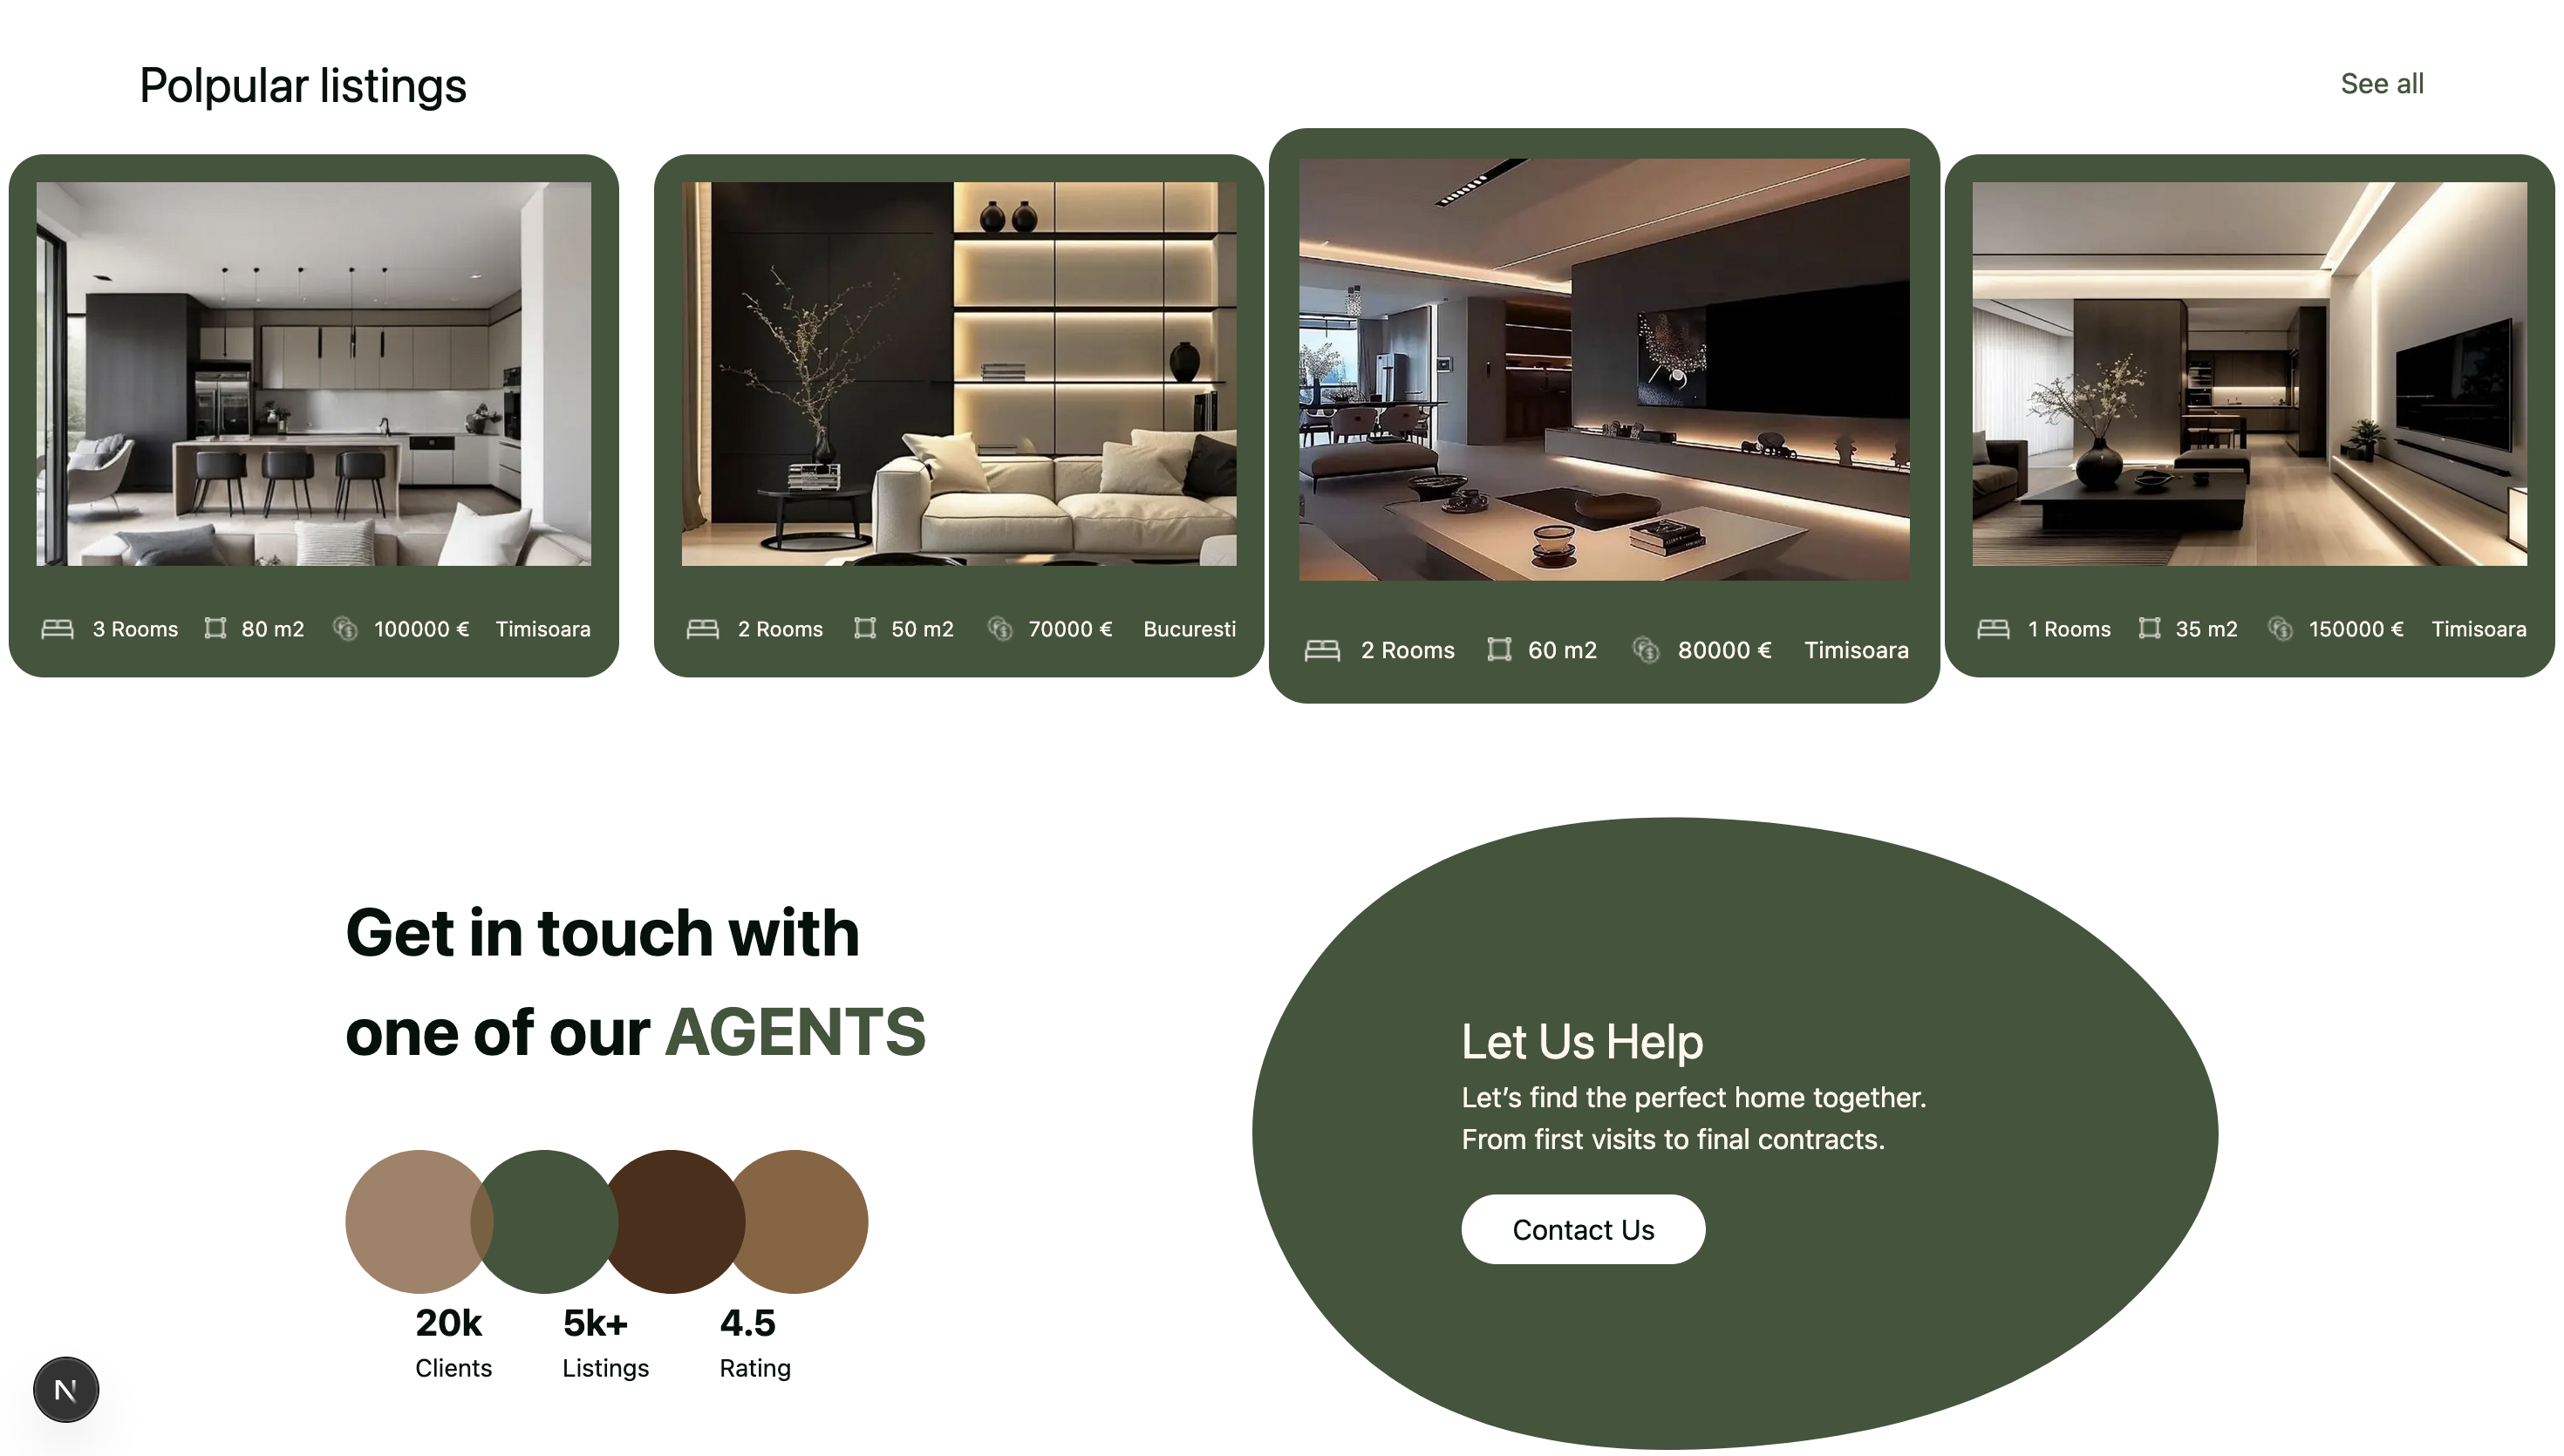 Polpular listings
See all
3 Rooms 80 m2 100000 € Timisoara
2 Rooms 50 m2 70000 € Bucuresti
2 Rooms 60 m2 80000 € Timisoara
1 Rooms 35 m2 150000 € Timisoara
Get in touch with
one of our AGENTS
20k 5k+ 4.5
Clients Listings Rating
Let Us Help
Let’s find the perfect home together.
From first visits to final contracts.
Contact Us
N